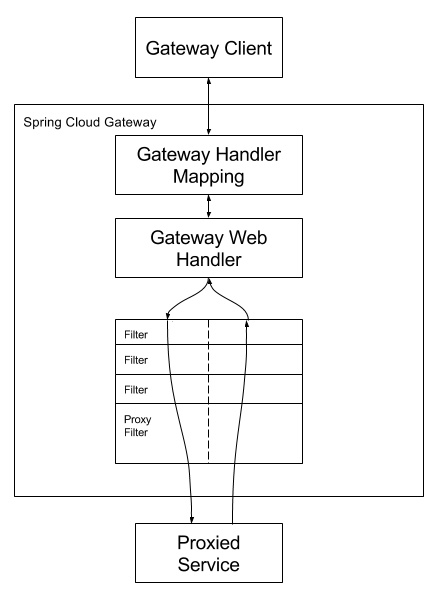 Gateway Client
Spring Cloud Gateway
Gateway Handler
Mapping
Gateway Web
Handler
Filter
Filter
Filter
Proxy
Filter
Proxied
Service